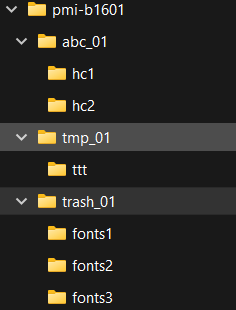 pmi-b1601
abc_01
hc1
hc2
tmp_01
ttt
trash_01
fonts1
fonts2
fonts3